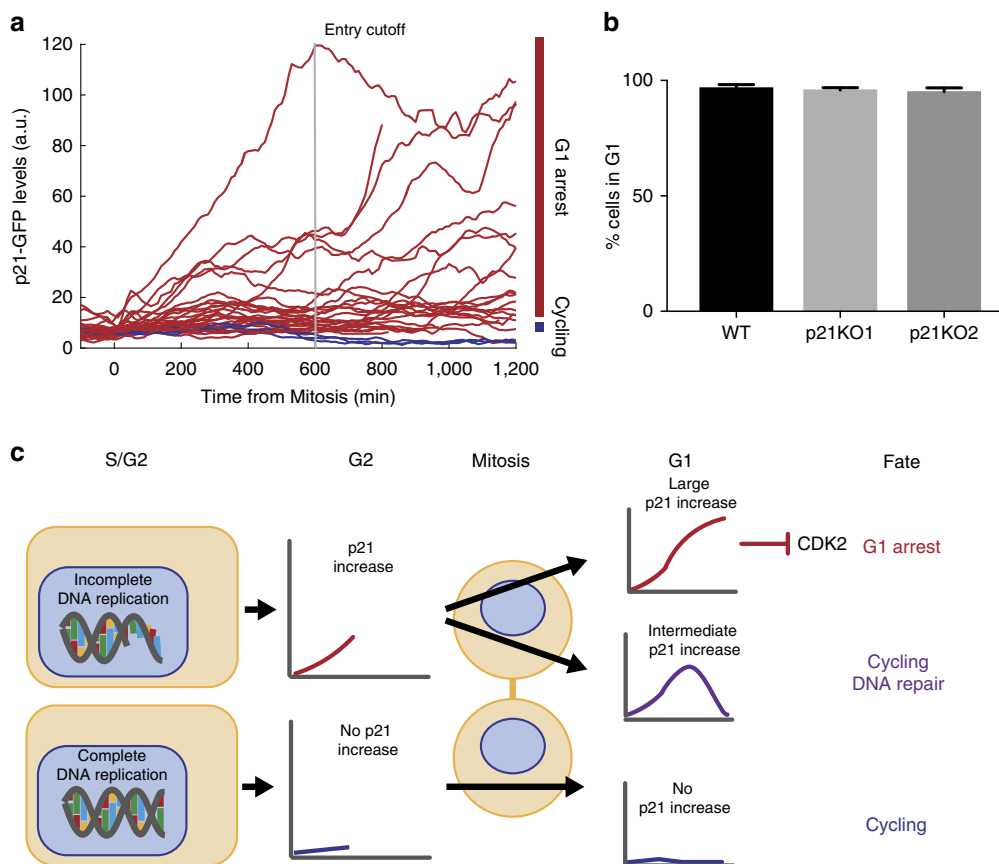 a
Entry cutoff
120
100
80
60
40
20
0
p21-GFP levels (a.u.)
0
200
400
600
800
1,000
1,200
Time from Mitosis (min)
G1 arrest
Cycling
b
100
50
0
% cells in G1
WT
p21KO1
p21KO2
c
S/G2
G2
Mitosis
G1
Fate
Incomplete
DNA replication
p21
increase
Large
p21 increase
CDK2
G1 arrest
Intermediate
p21 increase
Cycling
DNA repair
Complete
DNA replication
No p21
increase
No
p21 increase
Cycling